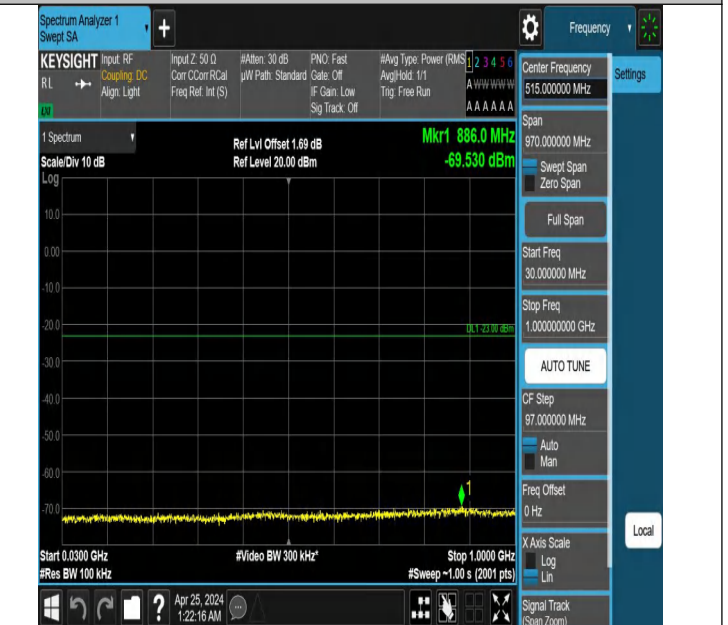 Spectrum Analyzer 1
Swept SA
+
Frequency
KEYSIGHT
RL
Input: RF
Coupling: DC
Align: Light
Input Z: 50 Ω
Corr CCorr RCal
Freq Ref: Int (S)
#Atten: 30 dB
µW Path: Standard
PNO: Fast
Gate: Off
IF Gain: Low
Sig Track: Off
#Avg Type: Power (RMS
Avg|Hold: 1/1
Trig: Free Run
1 2 3 4 5 6
A W W W W W
A A A A A A
1 Spectrum
Scale/Div 10 dB
Ref Lvl Offset 1.69 dB
Ref Level 20.00 dBm
Mkr1 886.0 MHz
-69.530 dBm
Log
10.0
0.00
-10.0
-20.0
-30.0
-40.0
-50.0
-60.0
-70.0
DL1 -23.00 dBm
1
Start 0.0300 GHz
#Res BW 100 kHz
#Video BW 300 kHz*
Stop 1.0000 GHz
#Sweep ~1.00 s (2001 pts)
?
Apr 25, 2024
1:22:16 AM
Center Frequency
515.000000 MHz
Settings
Span
970.000000 MHz
Swept Span
Zero Span
Full Span
Start Freq
30.000000 MHz
Stop Freq
1.000000000 GHz
AUTO TUNE
CF Step
97.000000 MHz
Auto
Man
Freq Offset
0 Hz
X Axis Scale
Log
Lin
Local
Signal Track
(Span Zoom)